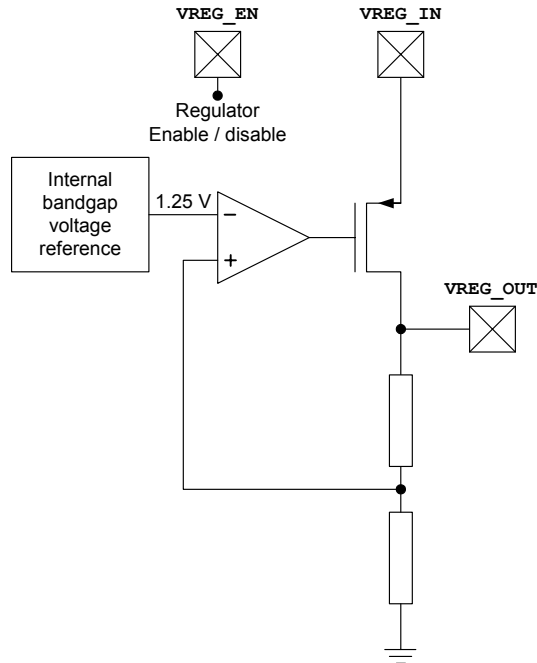 VREG_EN
VREG_IN
Regulator
Enable / disable
Internal
bandgap
voltage
reference
1.25 V
−
+
VREG_OUT